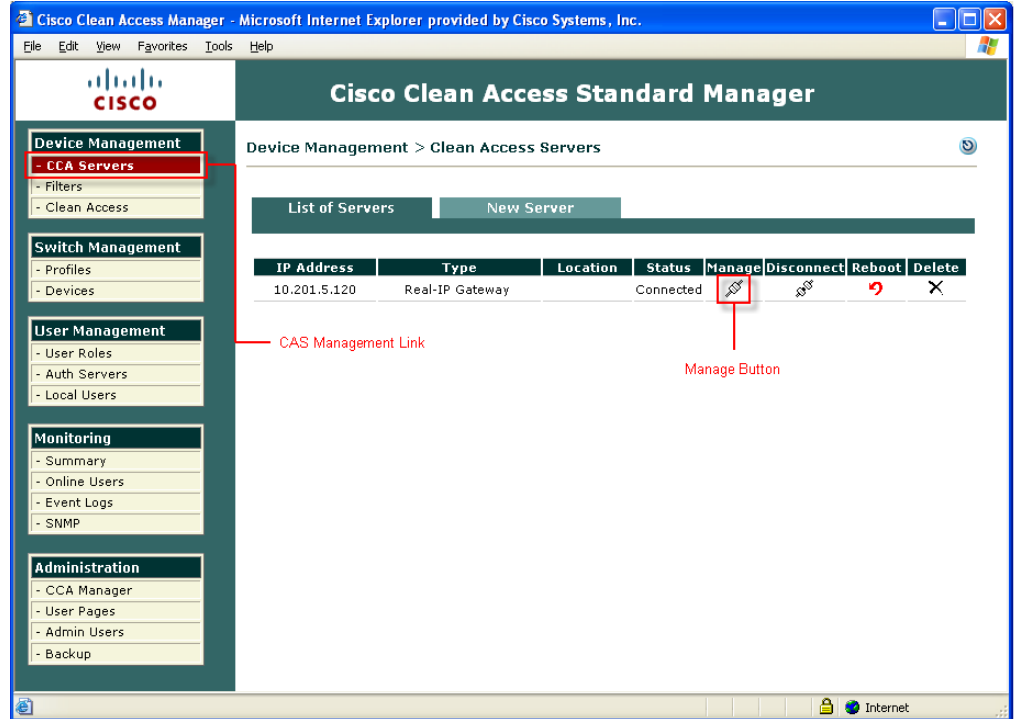 Cisco Clean Access Manager - Microsoft Internet Explorer provided by Cisco Systems, Inc.
File Edit View Favorites Tools Help
CISCO
Cisco Clean Access Standard Manager
Device Management
- CCA Servers
- Filters
- Clean Access
Switch Management
- Profiles
- Devices
User Management
- User Roles
- Auth Servers
- Local Users
Monitoring
- Summary
- Online Users
- Event Logs
- SNMP
Administration
- CCA Manager
- User Pages
- Admin Users
- Backup
Device Management > Clean Access Servers
List of Servers New Server
IP Address Type Location Status Manage Disconnect Reboot Delete
10.201.5.120 Real-IP Gateway Connected
CAS Management Link
Manage Button
Internet